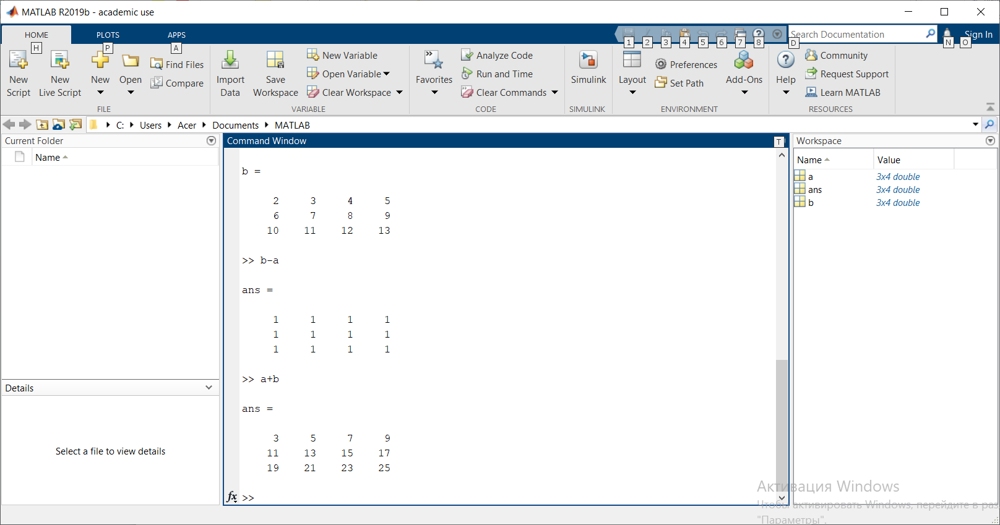 MATLAB R2019b - academic use
HOME PLOTS APPS
Search Documentation
Sign In
H P A 1 2 3 4 5 6 7 8 D N O
New Script
New Live Script
New
Open
Find Files
Compare
FILE
Import Data
Save Workspace
New Variable
Open Variable
Clear Workspace
VARIABLE
Favorites
Analyze Code
Run and Time
Clear Commands
CODE
Simulink
SIMULINK
Layout
Preferences
Set Path
Add-Ons
ENVIRONMENT
Help
Community
Request Support
Learn MATLAB
RESOURCES
C: Users Acer Documents MATLAB
Current Folder
Name
Details
Select a file to view details
Command Window T
b =
2 3 4 5
6 7 8 9
10 11 12 13
>> b-a
ans =
1 1 1 1
1 1 1 1
1 1 1 1
>> a+b
ans =
3 5 7 9
11 13 15 17
19 21 23 25
fx >>
Workspace
Name Value
a 3x4 double
ans 3x4 double
b 3x4 double
Активация Windows
Чтобы активировать Windows, перейдите в раз
"Параметры".